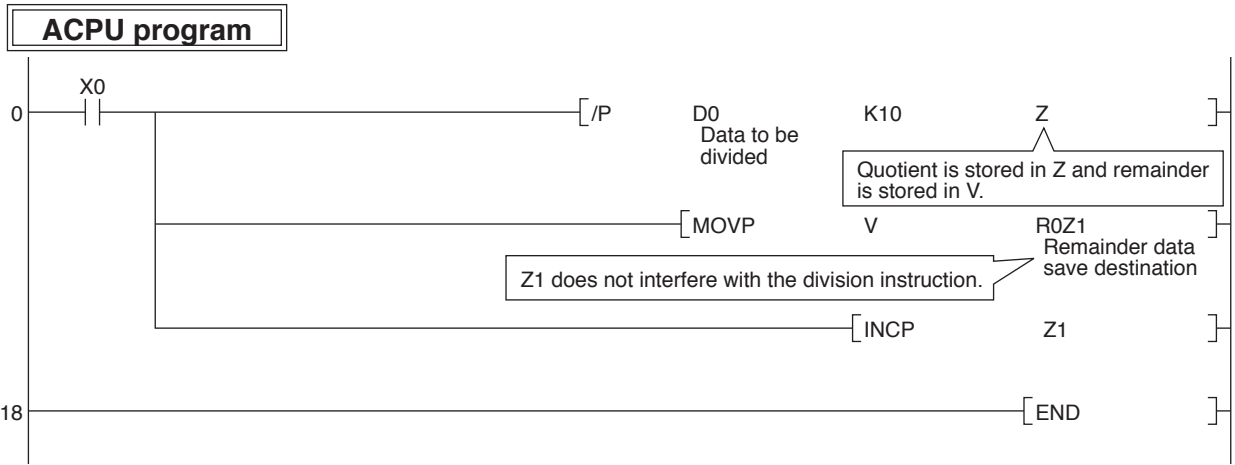 ACPU program
X0
0 [ /P D0 K10 Z ]
Data to be
divided
Quotient is stored in Z and remainder
is stored in V.
[ MOVP V R0Z1 ]
Remainder data
save destination
Z1 does not interfere with the division instruction.
[ INCP Z1 ]
18 [ END ]